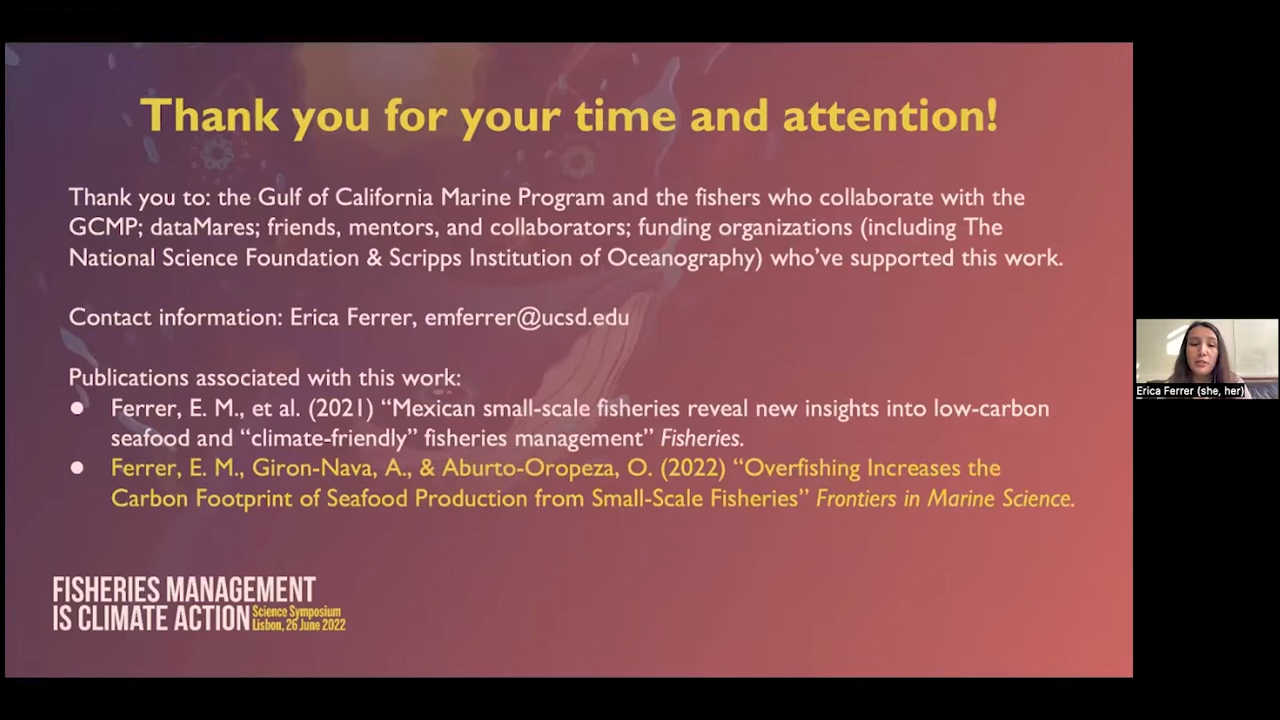 Thank you for your time and attention!
Thank you to: the Gulf of California Marine Program and the fishers who collaborate with the
GCMP; dataMares; friends, mentors, and collaborators; funding organizations (including The
National Science Foundation & Scripps Institution of Oceanography) who’ve supported this work.
Contact information: Erica Ferrer, emferrer@ucsd.edu
Publications associated with this work:
● Ferrer, E. M., et al. (2021) “Mexican small-scale fisheries reveal new insights into low-carbon
seafood and “climate-friendly” fisheries management” Fisheries.
● Ferrer, E. M., Giron-Nava, A., & Aburto-Oropeza, O. (2022) “Overfishing Increases the
Carbon Footprint of Seafood Production from Small-Scale Fisheries” Frontiers in Marine Science.
FISHERIES MANAGEMENT
IS CLIMATE ACTION Science Symposium
Lisbon, 26 June 2022
Erica Ferrer (she, her)